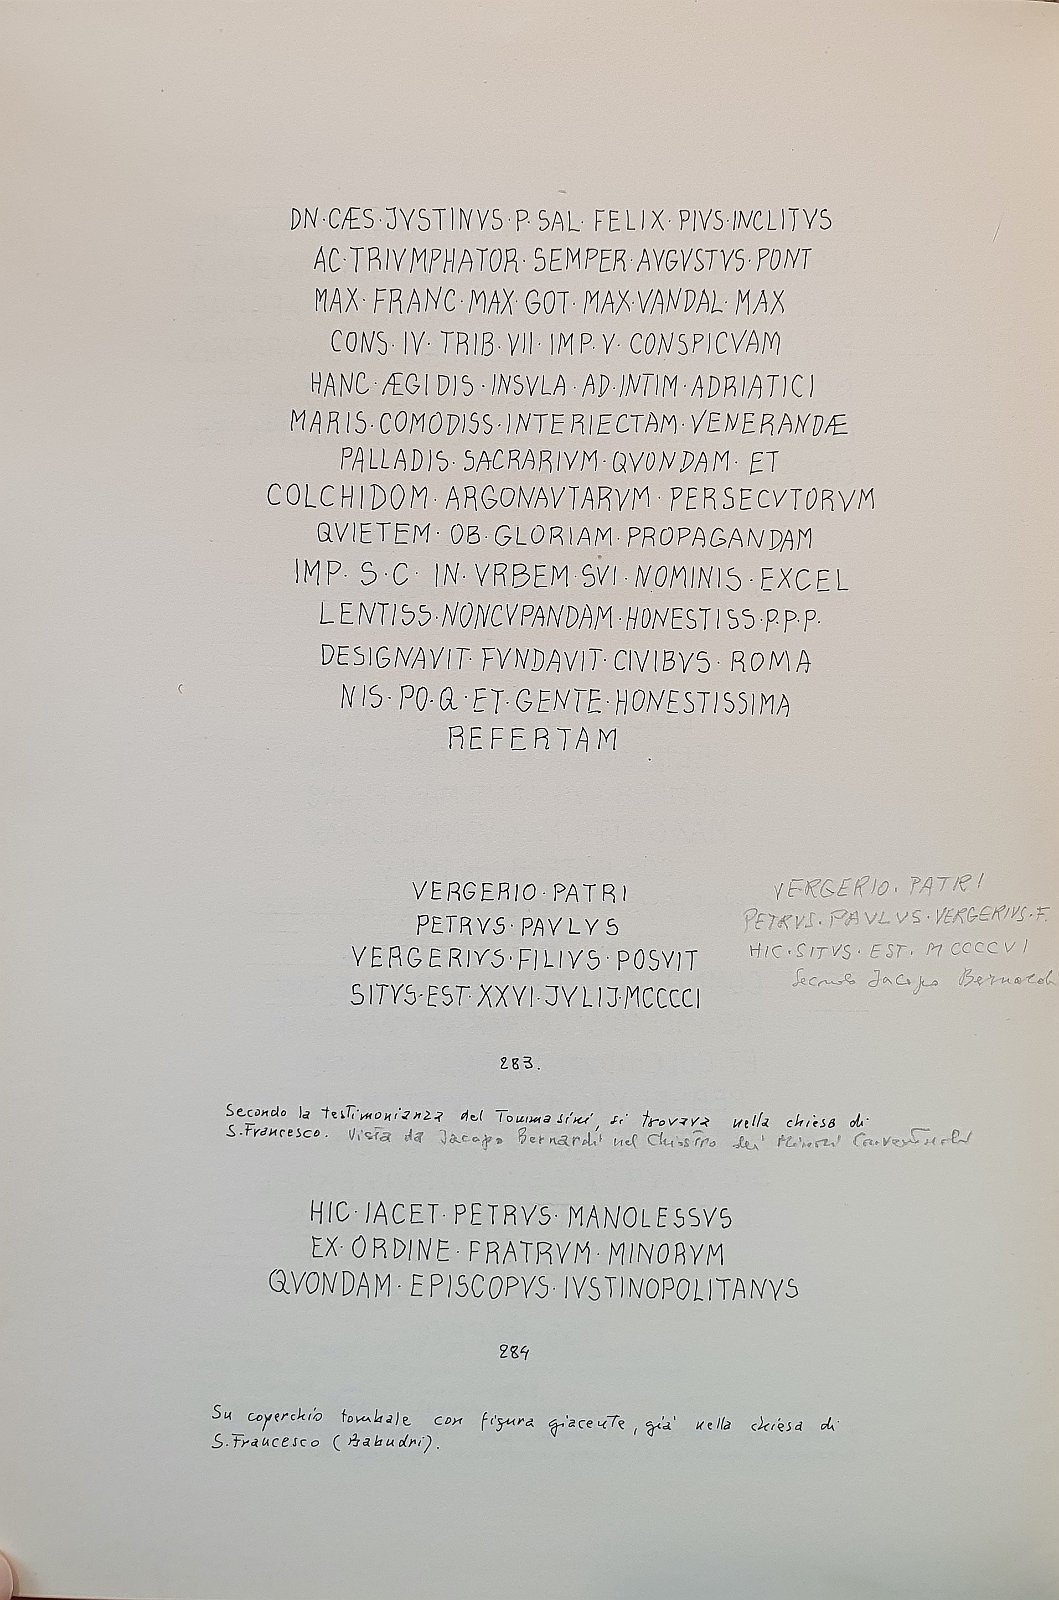 DN·CÆS·JVSTINVS·P·SAL·FELIX·PIVS·INCLITVS
AC·TRIVMPHATOR·SEMPER·AVGVSTVS·PONT
MAX·FRANC·MAX·GOT·MAX·VANDAL·MAX
CONS·IV·TRIB·VII·IMP·V·CONSPICVAM
HANC·ÆGIDIS·INSVLA·AD·INTIM·ADRIATICI
MARIS·COMODISS·INTERIECTAM·VENERANDÆ
PALLADIS·SACRARIVM·QVONDAM·ET
COLCHIDOM·ARGONAVTARVM·PERSECVTORVM
QVIETEM·OB·GLORIAM·PROPAGANDAM
IMP·S·C·IN·VRBEM·SVI·NOMINIS·EXCEL
LENTISS·NONCVPANDAM·HONESTISS·P·P·P·
DESIGNAVIT·FVNDAVIT·CIVIBVS·ROMA
NIS·PO·Q·ET·GENTE·HONESTISSIMA
REFERTAM
VERGERIO·PATRI
PETRVS·PAVLVS
VERGERIVS·FILIVS·POSVIT
SITVS·EST·XXVI·JVLIJ·MCCCCI
VERGERIO·PATRI
PETRVS·PAVLVS·VERGERIVS·F.
HIC·SITVS·EST·MCCCCVI
Secondo Jacopo Bernardi
283.
Secondo la testimonianza del Tommasini, si trovava nella chiesa di
S.Francesco. Vista da Jacopo Bernardi nel Chiostro dei Minori Conventuali
HIC·IACET·PETRVS·MANOLESSVS
EX·ORDINE·FRATRVM·MINORVM
QVONDAM·EPISCOPVS·IVSTINOPOLITANVS
284
Su coperchio tombale con figura giacente, già nella chiesa di
S.Francesco (Babudri).